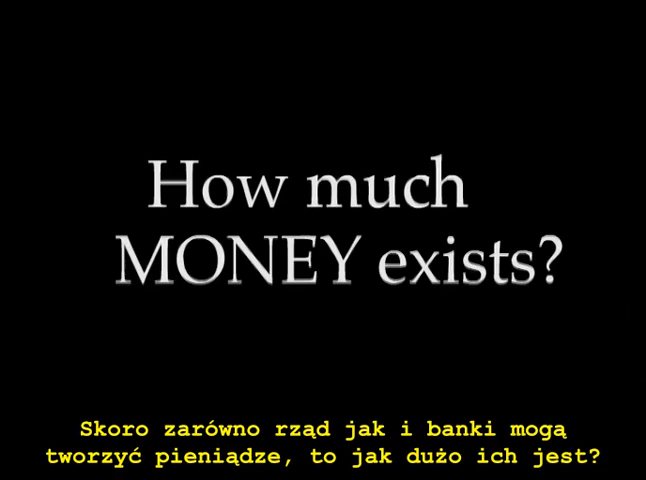 How much
MONEY exists?
Skoro zarówno rząd jak i banki mogą
tworzyć pieniądze, to jak dużo ich jest?